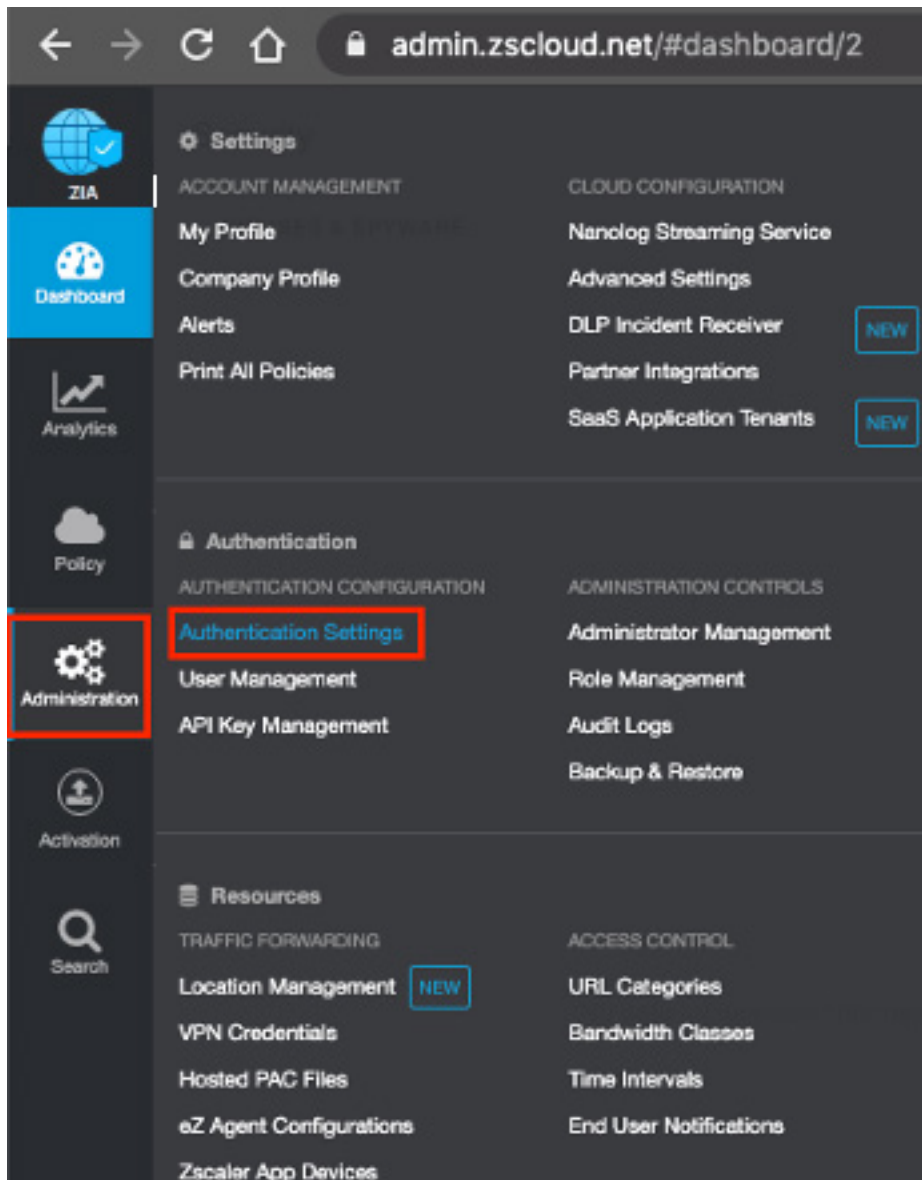 admin.zscloud.net/#dashboard/2
ZIA
Dashboard
Analytics
Policy
Administration
Activation
Search
Settings
ACCOUNT MANAGEMENT
My Profile
Company Profile
Alerts
Print All Policies
CLOUD CONFIGURATION
Nanolog Streaming Service
Advanced Settings
DLP Incident Receiver NEW
Partner Integrations
SaaS Application Tenants NEW
Authentication
AUTHENTICATION CONFIGURATION
Authentication Settings
User Management
API Key Management
ADMINISTRATION CONTROLS
Administrator Management
Role Management
Audit Logs
Backup & Restore
Resources
TRAFFIC FORWARDING
Location Management NEW
VPN Credentials
Hosted PAC Files
eZ Agent Configurations
Zscaler App Devices
ACCESS CONTROL
URL Categories
Bandwidth Classes
Time Intervals
End User Notifications